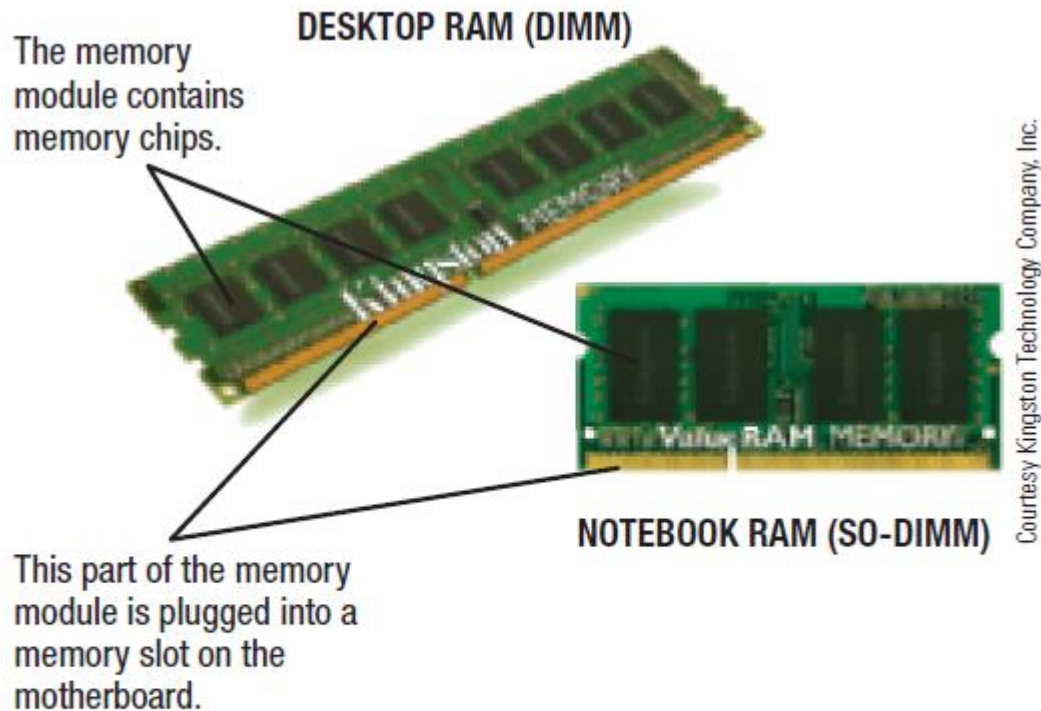 DESKTOP RAM (DIMM)
The memory
module contains
memory chips.
Kingston MEMORY
ValueRAM MEMORY
NOTEBOOK RAM (SO-DIMM)
This part of the memory
module is plugged into a
memory slot on the
motherboard.
Courtesy Kingston Technology Company, Inc.